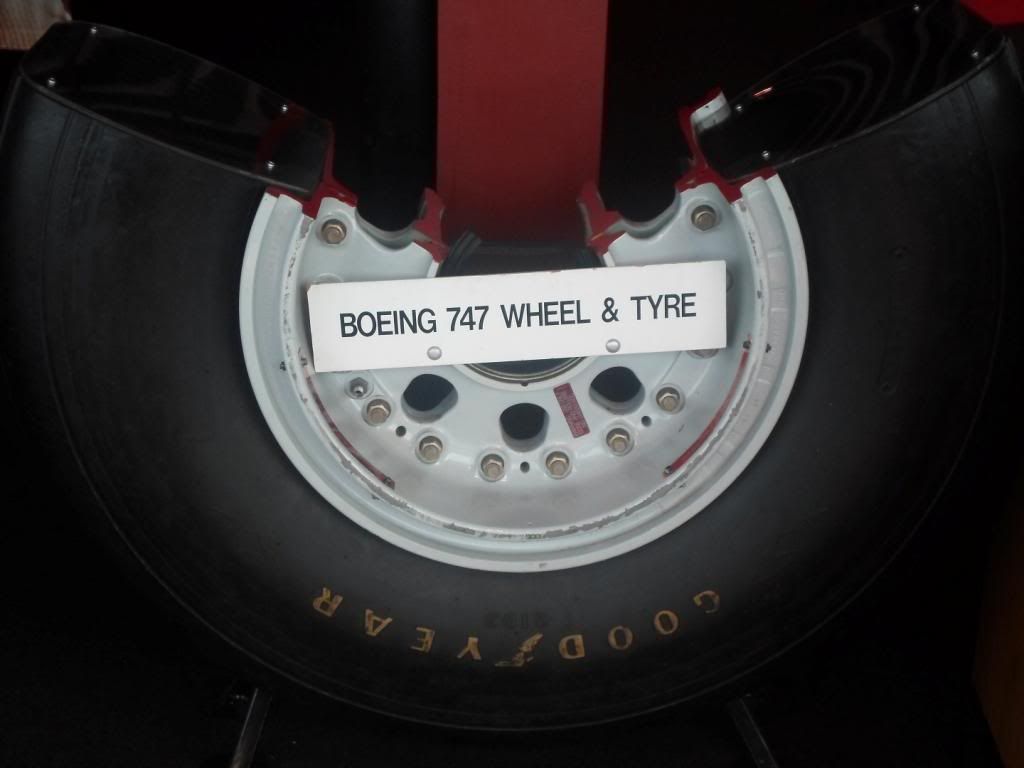 BOEING 747 WHEEL & TYRE
GOODYEAR